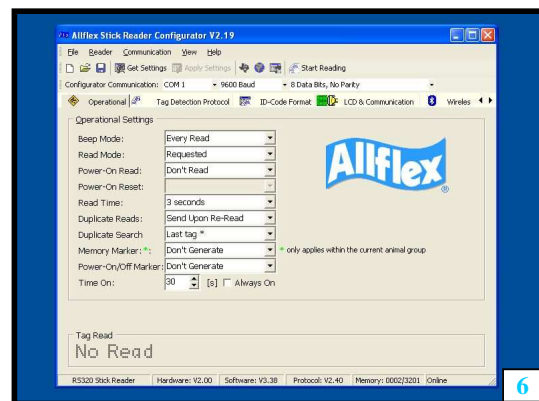 Allflex Stick Reader Configurator V2.19
File Reader Communication View Help
Get Settings Apply Settings Start Reading
Configurator Communication: COM 1 9600 Baud 8 Data Bits, No Parity
Operational Tag Detection Protocol ID-Code Format LCD & Communication Wireles
Operational Settings
Beep Mode: Every Read
Read Mode: Requested
Power-On Read: Don't Read
Power-On Reset:
Read Time: 3 seconds
Duplicate Reads: Send Upon Re-Read
Duplicate Search Last tag *
Memory Marker: *: Don't Generate * only applies within the current animal group
Power-On/Off Marker: Don't Generate
Time On: 30 [s] Always On
Allflex ®
Tag Read
No Read
RS320 Stick Reader Hardware: V2.00 Software: V3.38 Protocol: V2.40 Memory: 0002/3201 Online
6